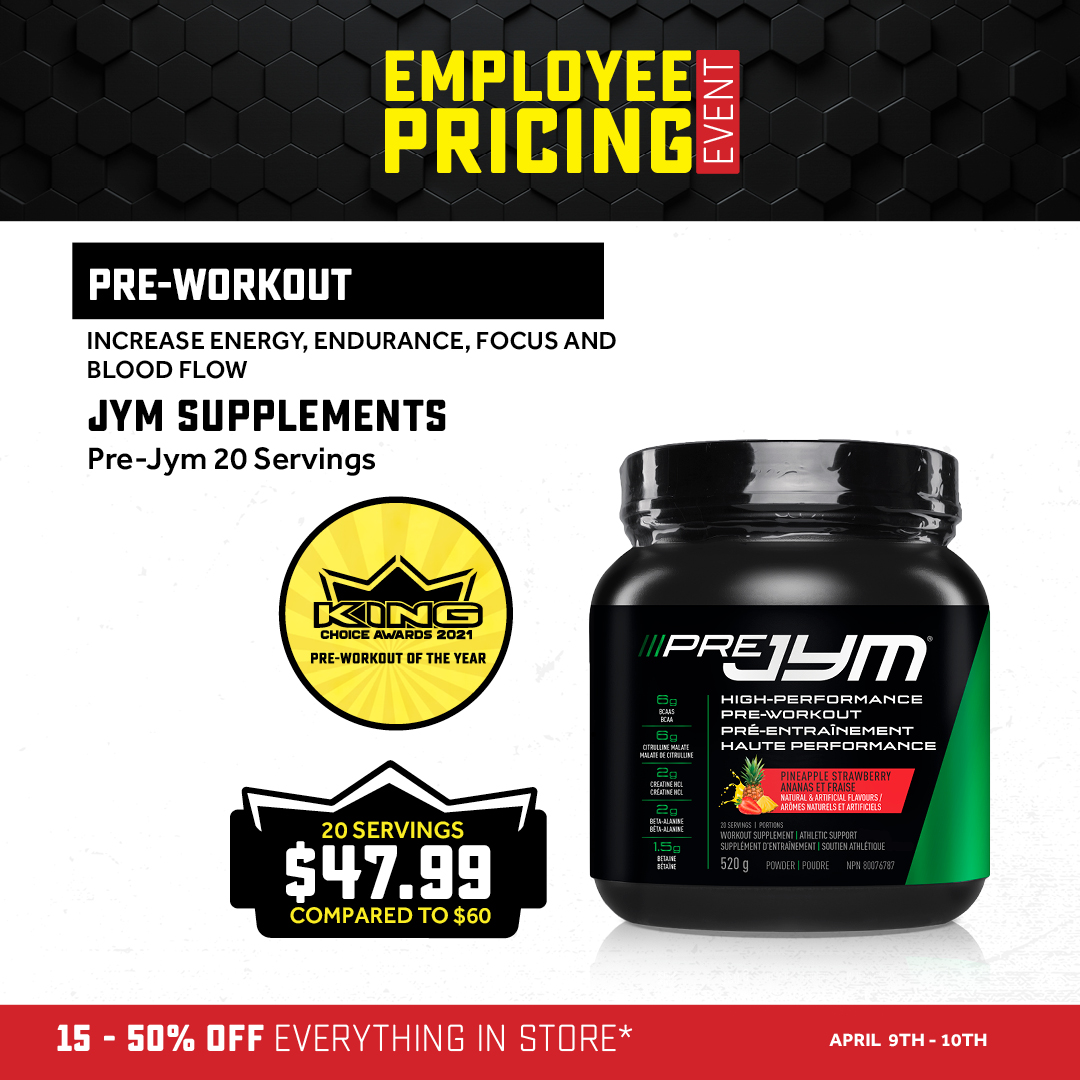 EMPLOYEE
PRICING
EVENT
PRE-WORKOUT
INCREASE ENERGY, ENDURANCE, FOCUS AND
BLOOD FLOW
JYM SUPPLEMENTS
Pre-Jym 20 Servings
KING
CHOICE AWARDS 2021
PRE-WORKOUT OF THE YEAR
20 SERVINGS
$47.99
COMPARED TO $60
///PRE JYM®
6g
BCAAS
BCAA
6g
CITRULLINE MALATE
MALATE DE CITRULLINE
2g
CREATINE HCL
CRÉATINE HCL
2g
BETA-ALANINE
BÊTA-ALANINE
1.5g
BETAINE
BÉTAÏNE
HIGH-PERFORMANCE
PRE-WORKOUT
PRÉ-ENTRAÎNEMENT
HAUTE PERFORMANCE
PINEAPPLE STRAWBERRY
ANANAS ET FRAISE
NATURAL & ARTIFICIAL FLAVOURS /
ARÔMES NATURELS ET ARTIFICIELS
20 SERVINGS | PORTIONS
WORKOUT SUPPLEMENT | ATHLETIC SUPPORT
SUPPLÉMENT D'ENTRAÎNEMENT | SOUTIEN ATHLÉTIQUE
520 g POWDER | POUDRE NPN 80076787
15 - 50% OFF EVERYTHING IN STORE*
APRIL 9TH - 10TH